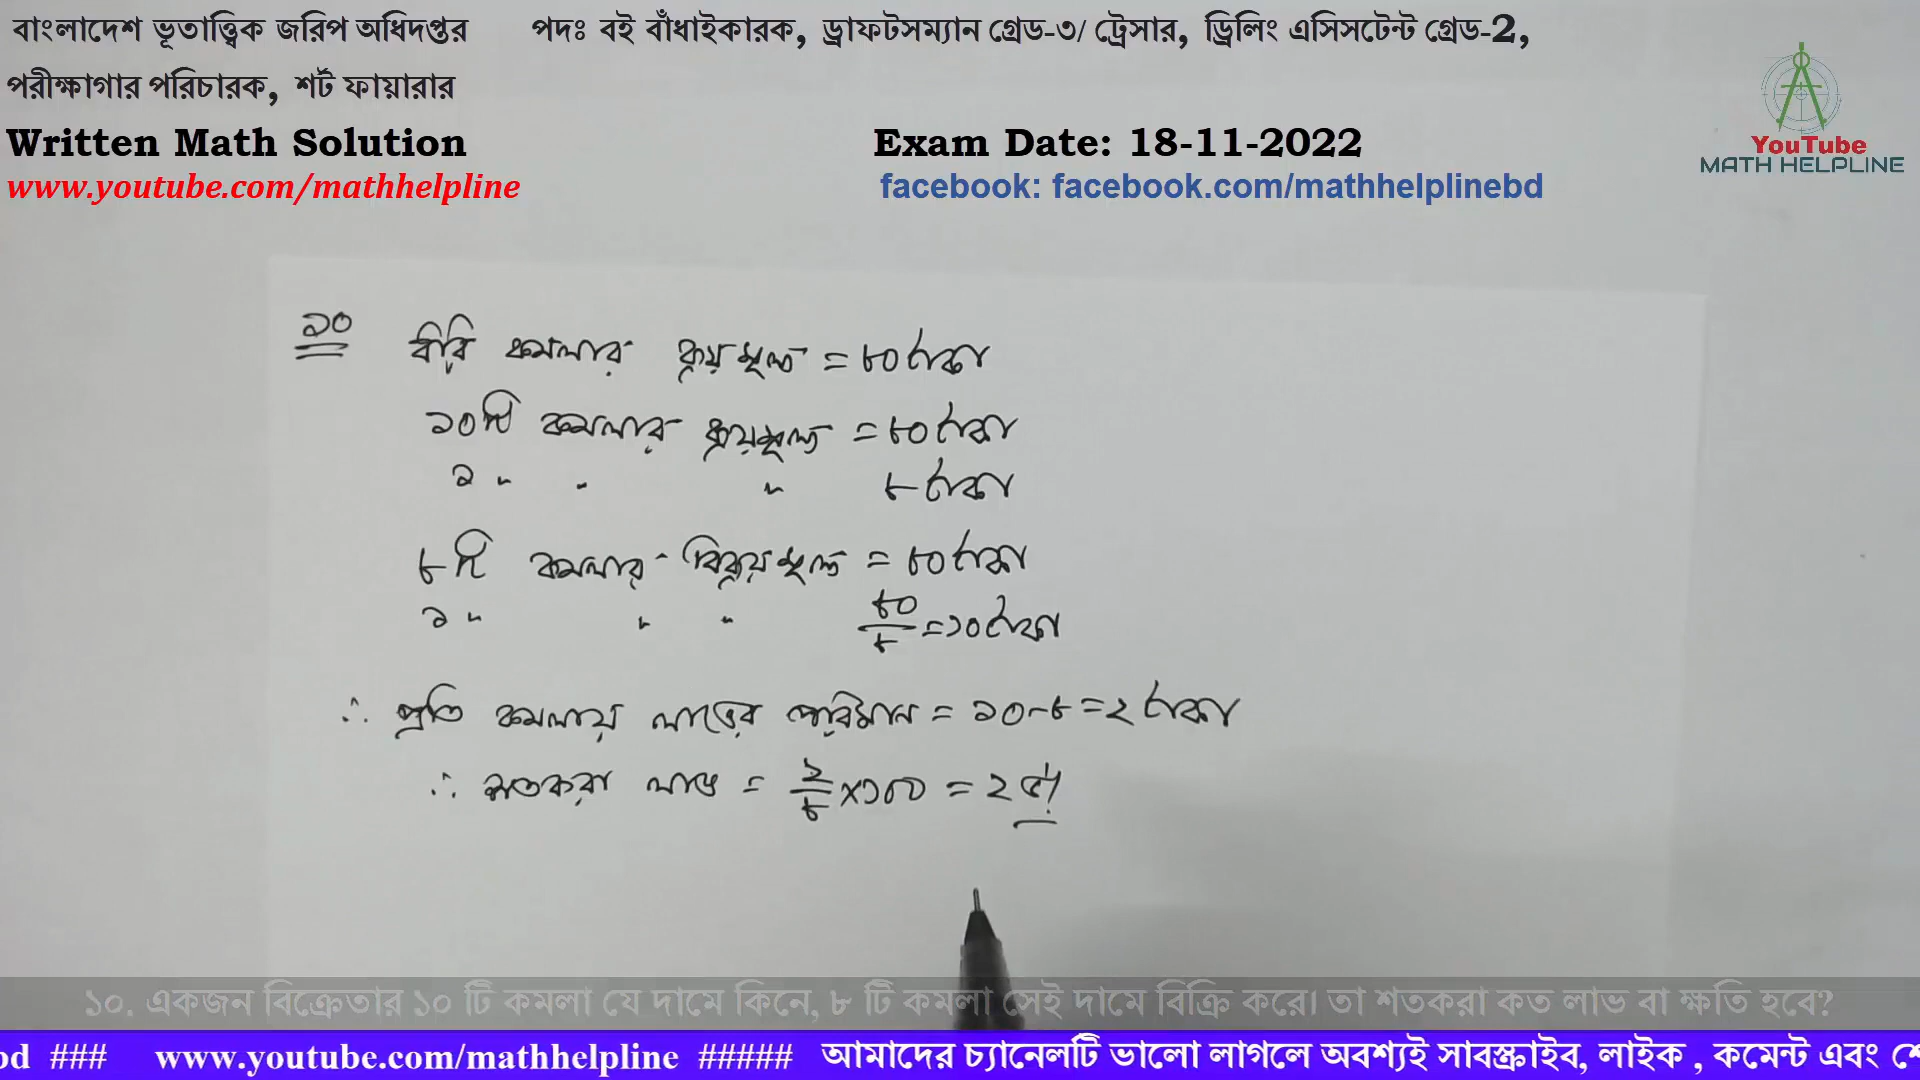 বাংলাদেশ ভূতাত্ত্বিক জরিপ অধিদপ্তর পদঃ বই বাঁধাইকারক, ড্রাফটসম্যান গ্রেড-৩/ ট্রেসার, ড্রিলিং এসিসটেন্ট গ্রেড-2,
পরীক্ষাগার পরিচারক, শর্ট ফায়ারার
Written Math Solution Exam Date: 18-11-2022
www.youtube.com/mathhelpline facebook: facebook.com/mathhelplinebd
YouTube
MATH HELPLINE
১০ ধরি কমলার ক্রয়মূল্য = ৮০ টাকা
১০টি কমলার ক্রয়মূল্য = ৮০ টাকা
১ " " " ৮ টাকা
৮টি কমলার বিক্রয়মূল্য = ৮০ টাকা
১ " " " ৮০/৮ = ১০ টাকা
∴ প্রতি কমলায় লাভের পরিমান = ১০-৮ = ২ টাকা
∴ শতকরা লাভ = ২/৮ × ১০০ = ২৫%
১০. একজন বিক্রেতার ১০ টি কমলা যে দামে কিনে, ৮ টি কমলা সেই দামে বিক্রি করে। তা শতকরা কত লাভ বা ক্ষতি হবে?
bd ### www.youtube.com/mathhelpline ##### আমাদের চ্যানেলটি ভালো লাগলে অবশ্যই সাবস্ক্রাইব, লাইক , কমেন্ট এবং শে